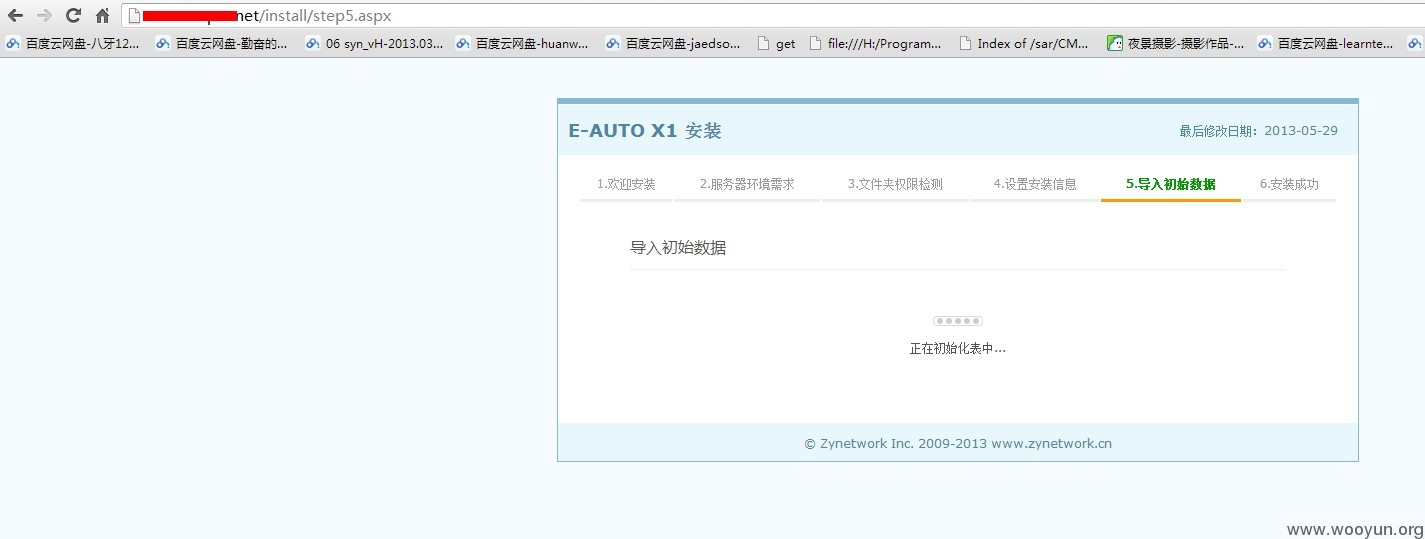 net/install/step5.aspx
百度云网盘-八牙12... 百度云网盘-勤奋的... 06 syn_vH-2013.03... 百度云网盘-huanw... 百度云网盘-jaedso... get file:///H:/Program... Index of /sar/CM... 夜景摄影-摄影作品-... 百度云网盘-learnte...
E-AUTO X1 安装 最后修改日期：2013-05-29
1.欢迎安装 2.服务器环境需求 3.文件夹权限检测 4.设置安装信息 5.导入初始数据 6.安装成功
导入初始数据
正在初始化表中...
© Zynetwork Inc. 2009-2013 www.zynetwork.cn
www.wooyun.org